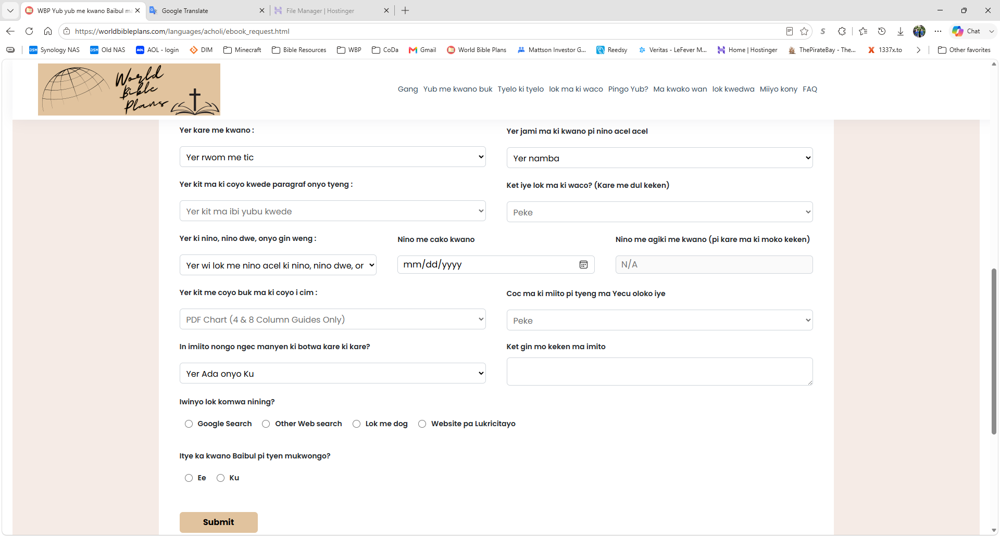 WBP Yub yub me kwano Baibul ma
Google Translate
File Manager | Hostinger
https://worldbibleplans.com/languages/acholi/ebook_request.html
Chat
Synology NAS
Old NAS
AOL - login
DIM
Minecraft
Bible Resources
WBP
CoDa
Gmail
World Bible Plans
Mattson Investor G...
Reedsy
Veritas - LeFever M...
Home | Hostinger
ThePirateBay - The...
1337x.to
Other favorites
World
Bible
Plans
Gang Yub me kwano buk Tyelo ki tyelo lok ma ki waco Pingo Yub? Ma kwako wan lok kwedwa Miiyo kony FAQ
Yer kare me kwano :
Yer jami ma ki kwano pi nino acel acel
Yer rwom me tic
Yer namba
Yer kit ma ki coyo kwede paragraf onyo tyeng :
Ket iye lok ma ki waco? (Kare me dul keken)
Yer kit ma ibi yubu kwede
Peke
Yer ki nino, nino dwe, onyo gin weng :
Nino me cako kwano
Nino me agiki me kwano (pi kare ma ki moko keken)
Yer wi lok me nino acel ki nino, nino dwe, or
mm/dd/yyyy
N/A
Yer kit me coyo buk ma ki coyo i cim :
Coc ma ki miito pi tyeng ma Yecu oloko iye
PDF Chart (4 & 8 Column Guides Only)
Peke
In imiito nongo ngec manyen ki botwa kare ki kare?
Ket gin mo keken ma imito
Yer Ada onyo Ku
Iwinyo lok komwa nining?
Google Search
Other Web search
Lok me dog
Website pa Lukricitayo
Itye ka kwano Baibul pi tyen mukwongo?
Ee
Ku
Submit